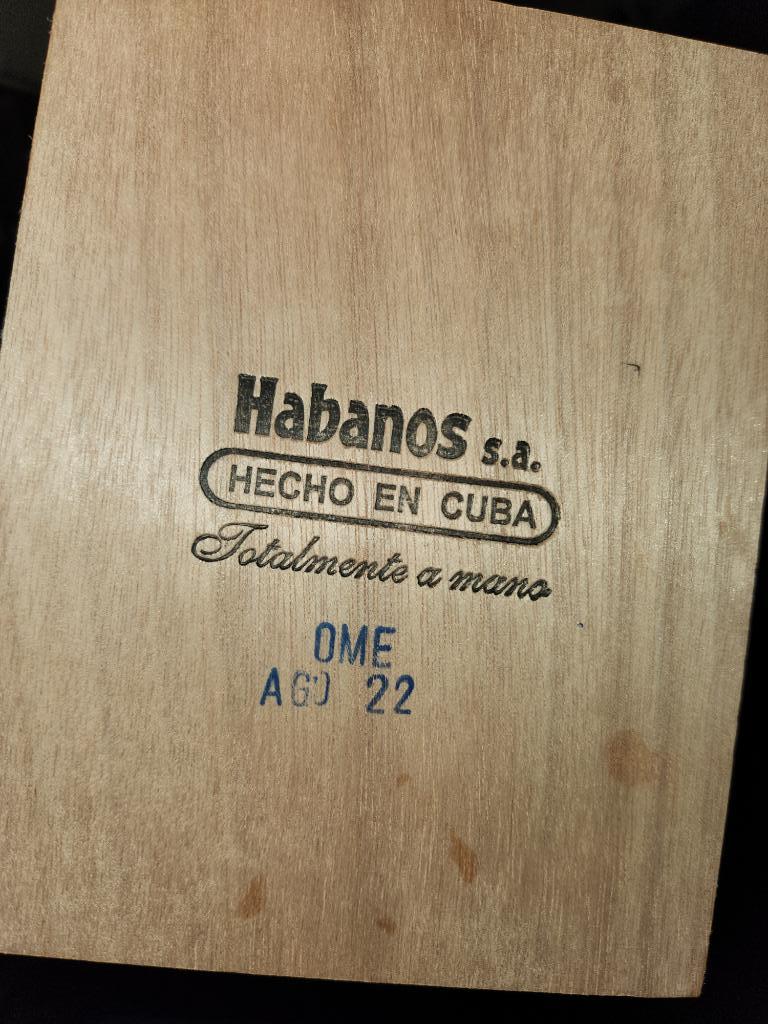 Habanos s.a.
HECHO EN CUBA
Totalmente a mano
OME
AGO 22